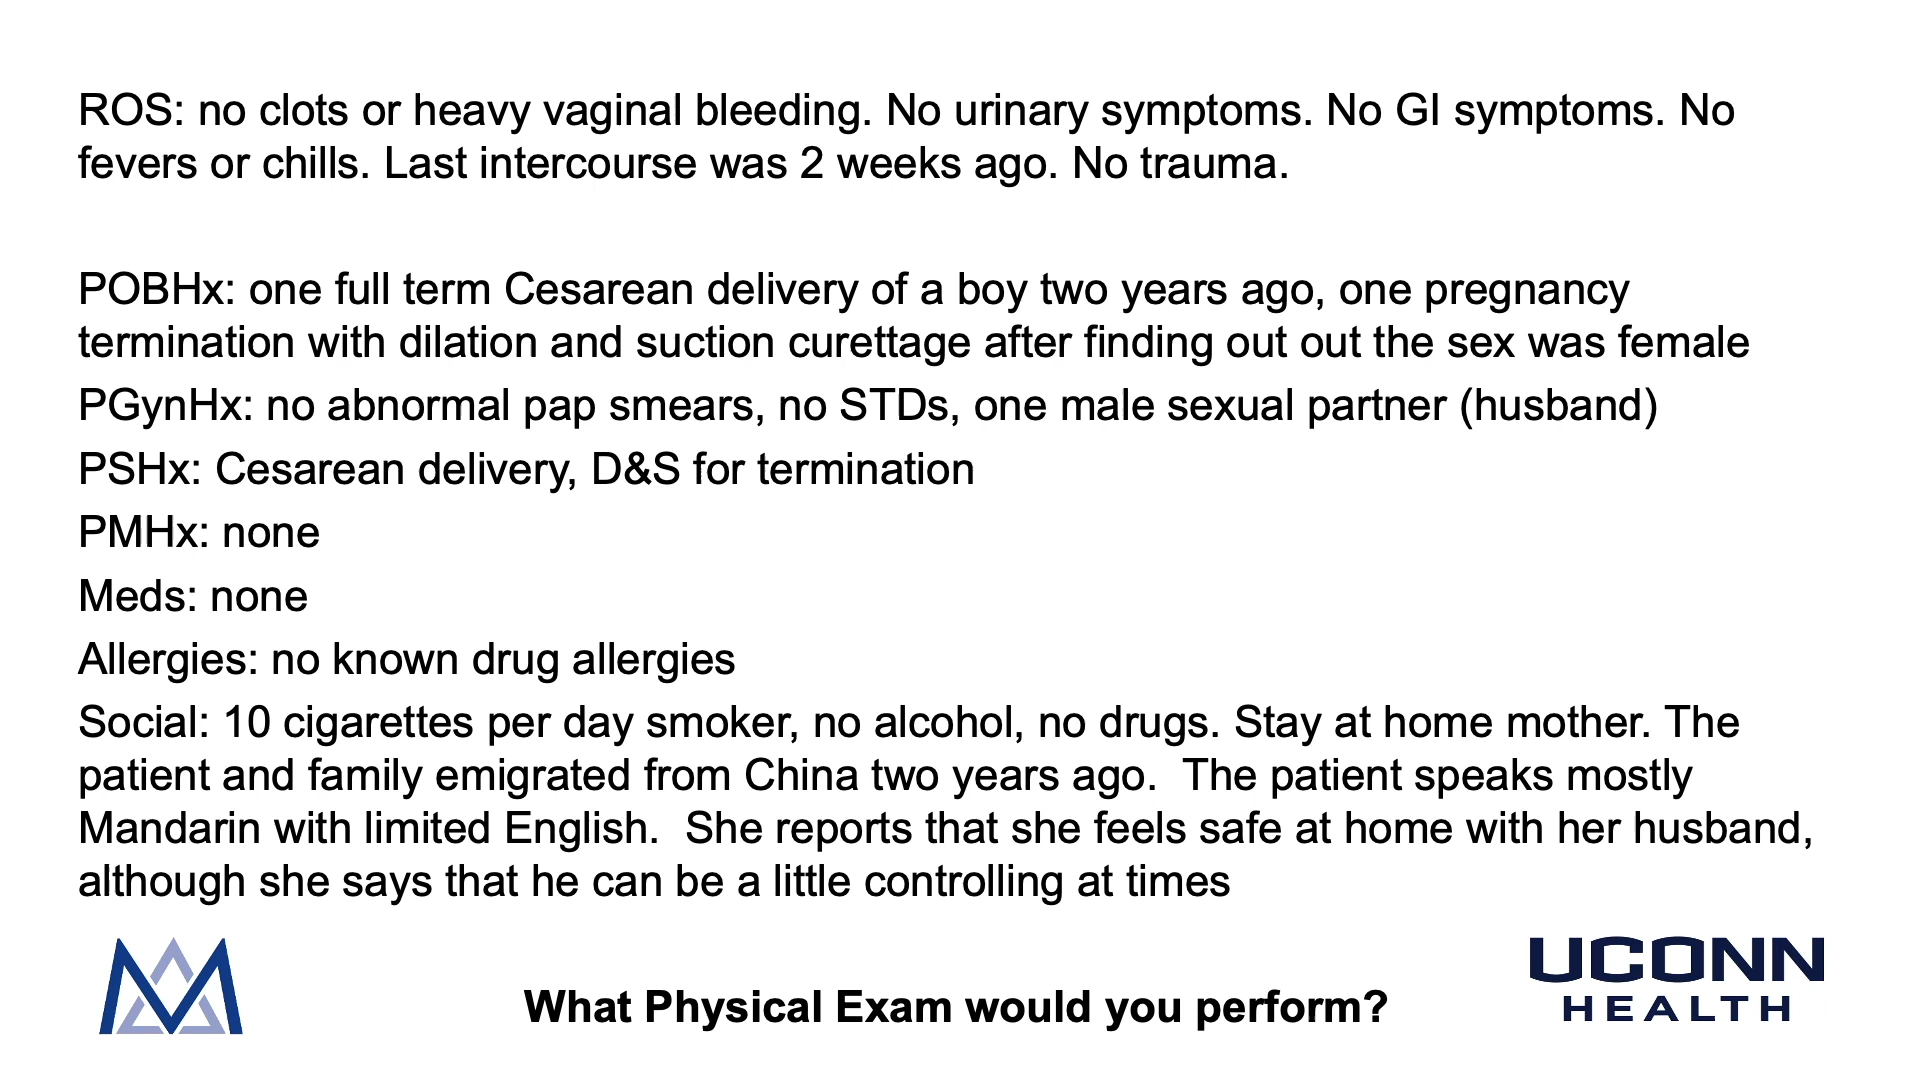 ROS: no clots or heavy vaginal bleeding. No urinary symptoms. No GI symptoms. No
fevers or chills. Last intercourse was 2 weeks ago. No trauma.
POBHx: one full term Cesarean delivery of a boy two years ago, one pregnancy
termination with dilation and suction curettage after finding out out the sex was female
PGynHx: no abnormal pap smears, no STDs, one male sexual partner (husband)
PSHx: Cesarean delivery, D&S for termination
PMHx: none
Meds: none
Allergies: no known drug allergies
Social: 10 cigarettes per day smoker, no alcohol, no drugs. Stay at home mother. The
patient and family emigrated from China two years ago.  The patient speaks mostly
Mandarin with limited English.  She reports that she feels safe at home with her husband,
although she says that he can be a little controlling at times
What Physical Exam would you perform?
UCONN
HEALTH